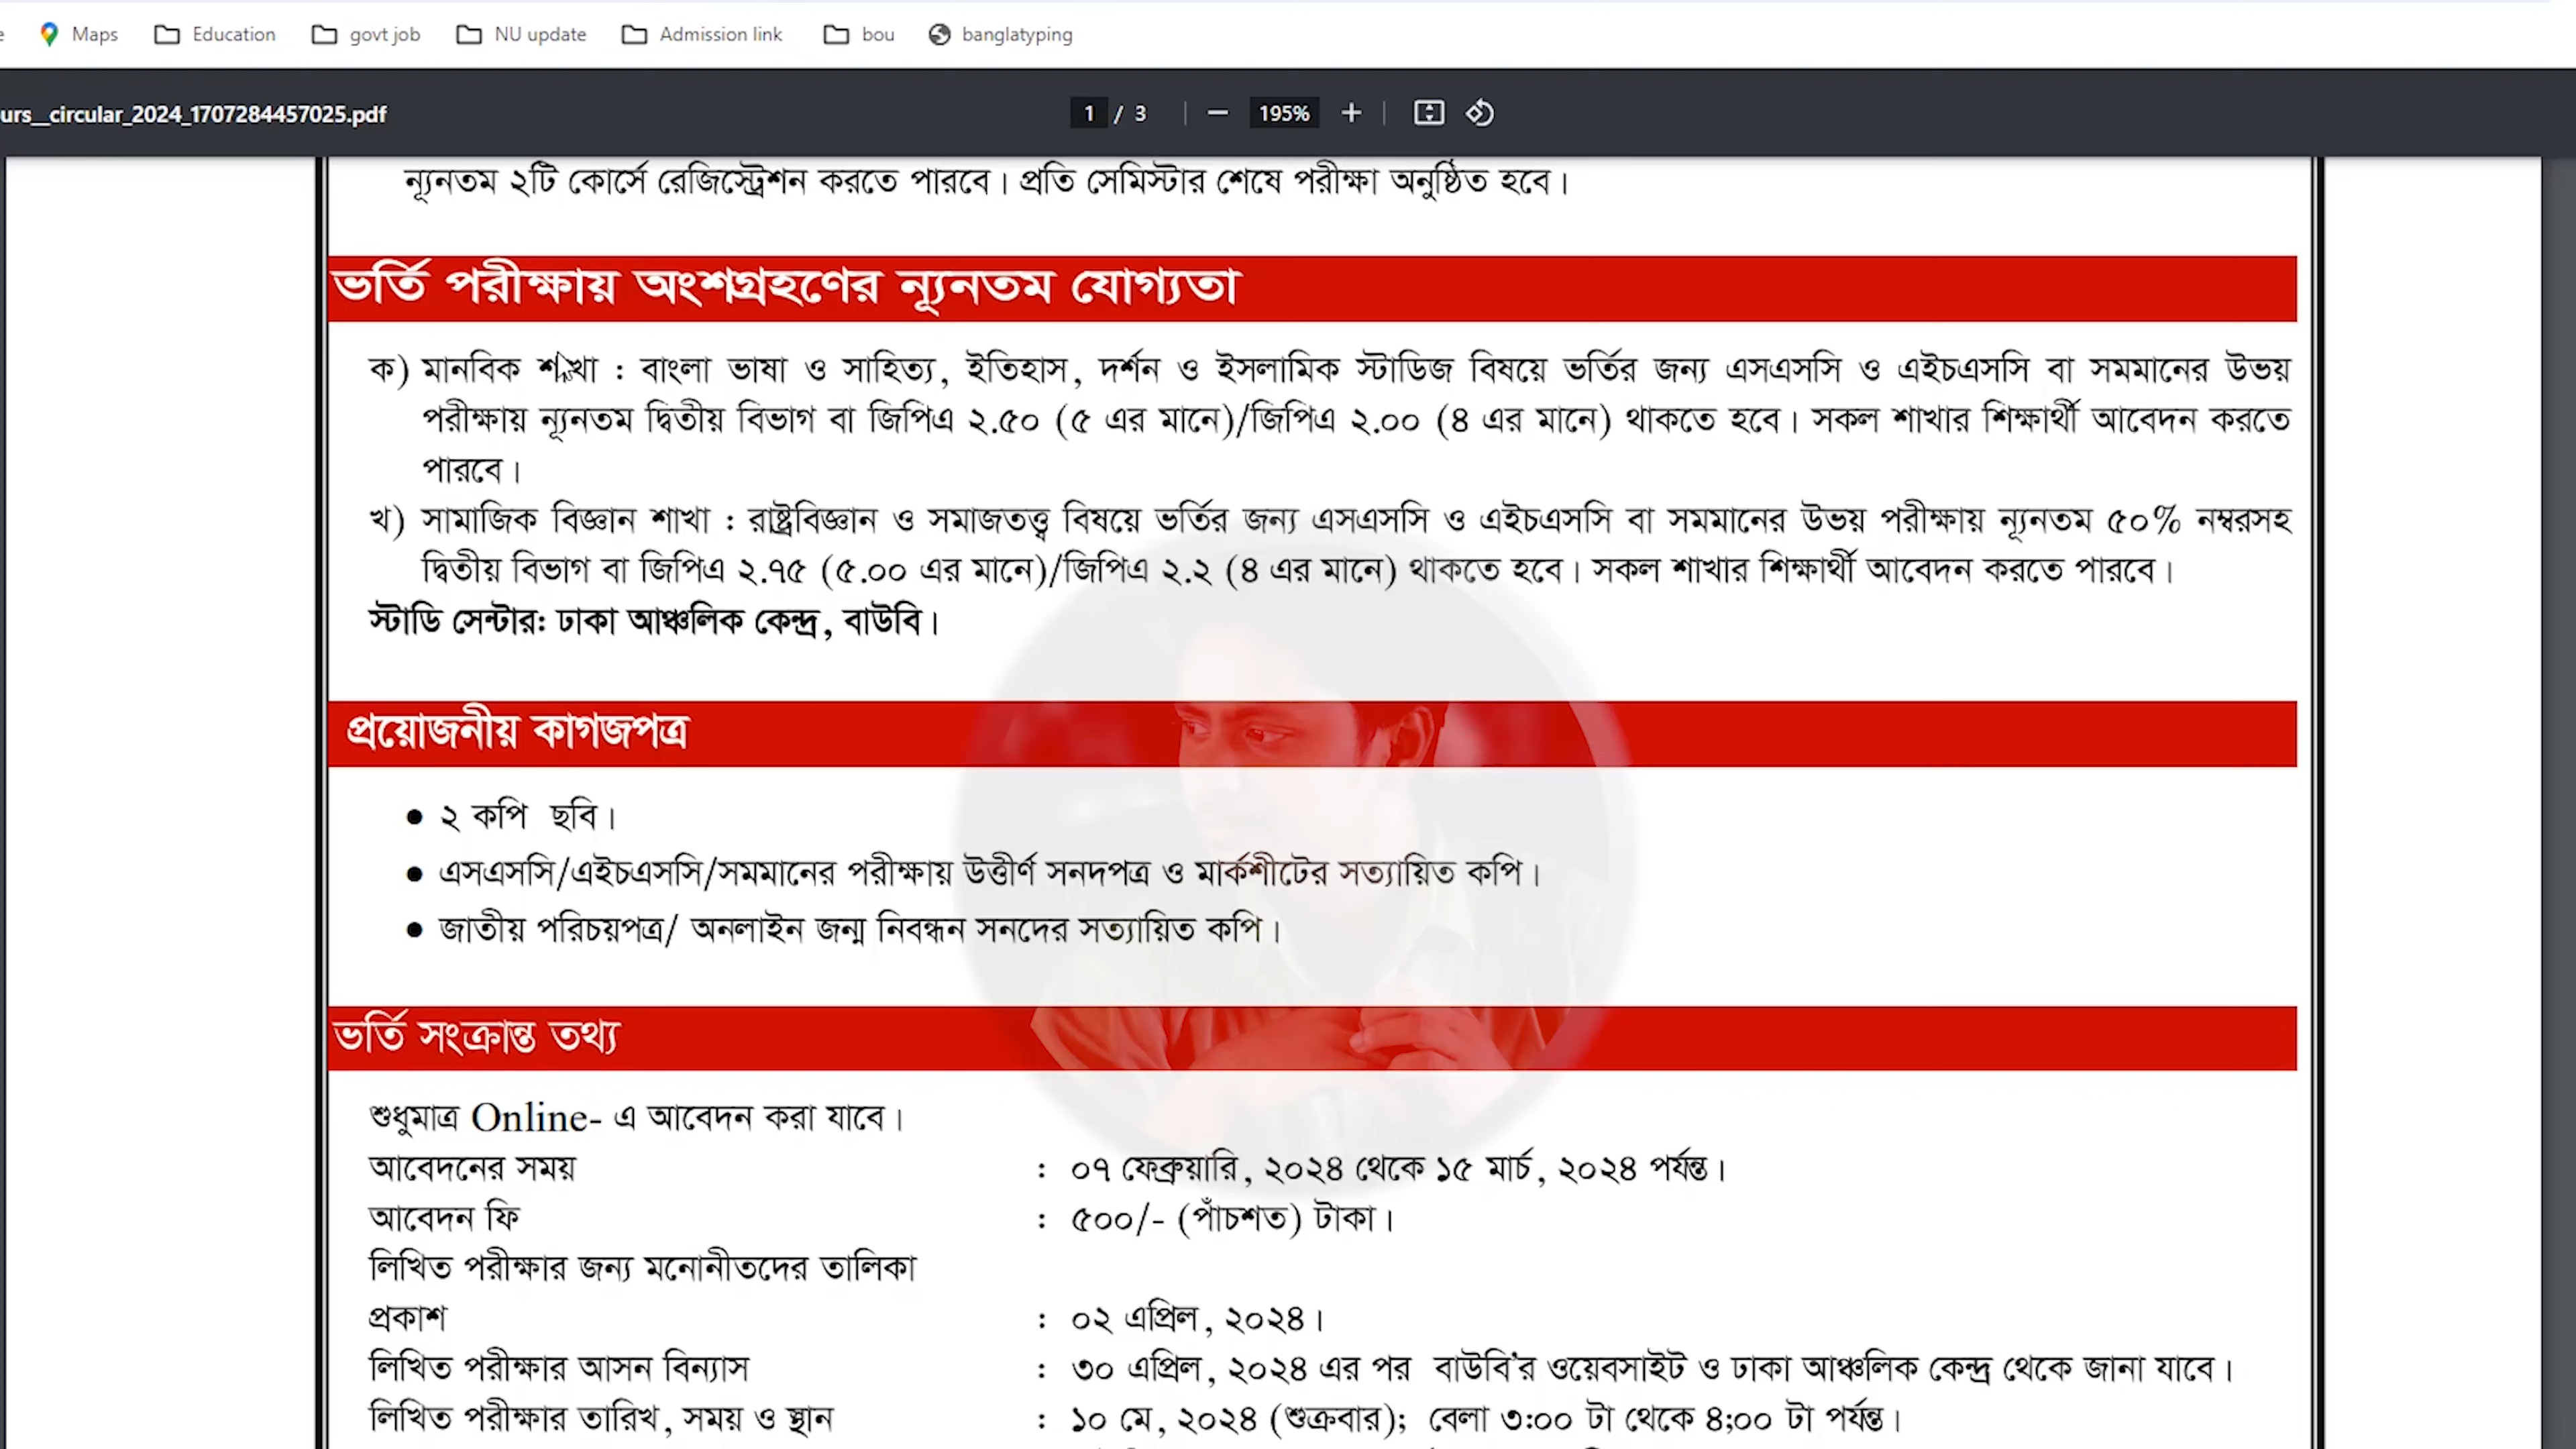 Maps Education govt job NU update Admission link bou banglatyping
urs__circular_2024_1707284457025.pdf 1 / 3 195%
ন্যূনতম ২টি কোর্সে রেজিস্ট্রেশন করতে পারবে। প্রতি সেমিস্টার শেষে পরীক্ষা অনুষ্ঠিত হবে।
ভর্তি পরীক্ষায় অংশগ্রহণের ন্যূনতম যোগ্যতা
ক) মানবিক শাখা : বাংলা ভাষা ও সাহিত্য, ইতিহাস, দর্শন ও ইসলামিক স্টাডিজ বিষয়ে ভর্তির জন্য এসএসসি ও এইচএসসি বা সমমানের উভয়
পরীক্ষায় ন্যূনতম দ্বিতীয় বিভাগ বা জিপিএ ২.৫০ (৫ এর মানে)/জিপিএ ২.০০ (৪ এর মানে) থাকতে হবে। সকল শাখার শিক্ষার্থী আবেদন করতে
পারবে।
খ) সামাজিক বিজ্ঞান শাখা : রাষ্ট্রবিজ্ঞান ও সমাজতত্ত্ব বিষয়ে ভর্তির জন্য এসএসসি ও এইচএসসি বা সমমানের উভয় পরীক্ষায় ন্যূনতম ৫০% নম্বরসহ
দ্বিতীয় বিভাগ বা জিপিএ ২.৭৫ (৫.০০ এর মানে)/জিপিএ ২.২ (৪ এর মানে) থাকতে হবে। সকল শাখার শিক্ষার্থী আবেদন করতে পারবে।
স্টাডি সেন্টার: ঢাকা আঞ্চলিক কেন্দ্র, বাউবি।
প্রয়োজনীয় কাগজপত্র
● ২ কপি ছবি।
● এসএসসি/এইচএসসি/সমমানের পরীক্ষায় উত্তীর্ণ সনদপত্র ও মার্কশীটের সত্যায়িত কপি।
● জাতীয় পরিচয়পত্র/ অনলাইন জন্ম নিবন্ধন সনদের সত্যায়িত কপি।
ভর্তি সংক্রান্ত তথ্য
শুধুমাত্র Online- এ আবেদন করা যাবে।
আবেদনের সময় : ০৭ ফেব্রুয়ারি, ২০২৪ থেকে ১৫ মার্চ, ২০২৪ পর্যন্ত।
আবেদন ফি : ৫০০/- (পাঁচশত) টাকা।
লিখিত পরীক্ষার জন্য মনোনীতদের তালিকা
প্রকাশ : ০২ এপ্রিল, ২০২৪।
লিখিত পরীক্ষার আসন বিন্যাস : ৩০ এপ্রিল, ২০২৪ এর পর বাউবি'র ওয়েবসাইট ও ঢাকা আঞ্চলিক কেন্দ্র থেকে জানা যাবে।
লিখিত পরীক্ষার তারিখ, সময় ও স্থান : ১০ মে, ২০২৪ (শুক্রবার); বেলা ৩:০০ টা থেকে ৪;০০ টা পর্যন্ত।